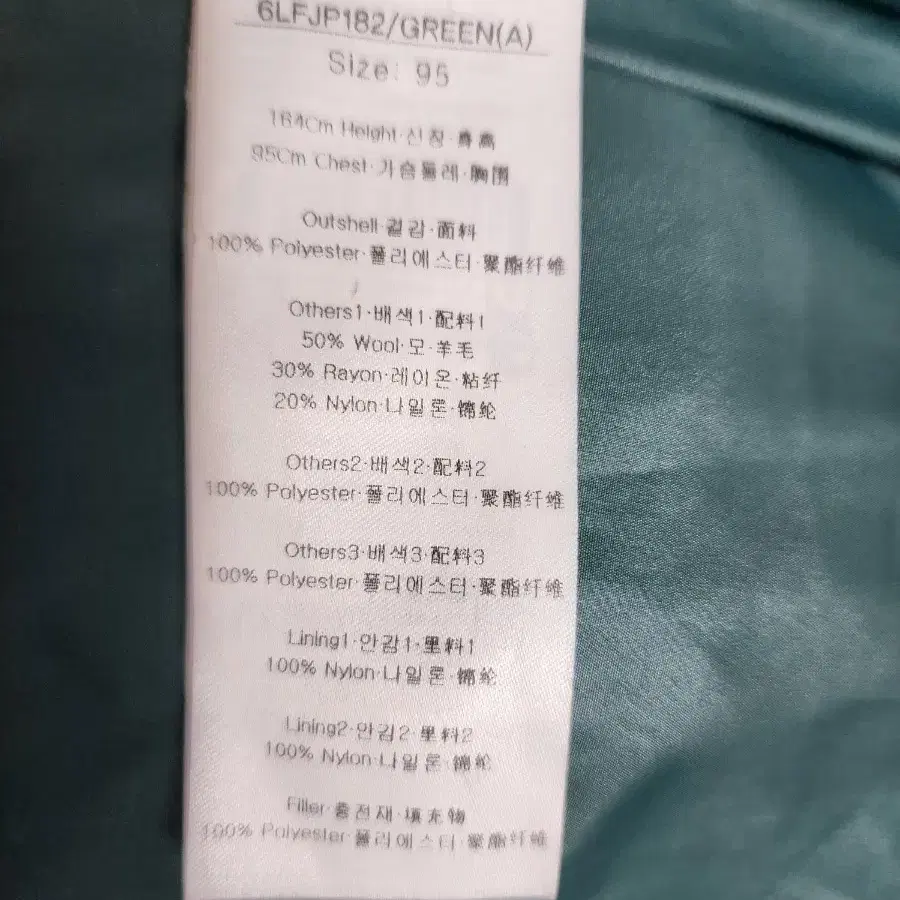 6LFJP182/GREEN(A)
Size: 95
164Cm Height·신장·身高
95Cm Chest·가슴둘레·胸围
Outshell·겉감·面料
100% Polyester·폴리에스터·聚酯纤维
Others1·배색1·配料1
50% Wool·모·羊毛
30% Rayon·레이온·粘纤
20% Nylon·나일론·锦纶
Others2·배색2·配料2
100% Polyester·폴리에스터·聚酯纤维
Others3·배색3·配料3
100% Polyester·폴리에스터·聚酯纤维
Lining1·안감1·里料1
100% Nylon·나일론·锦纶
Lining2·안감2·里料2
100% Nylon·나일론·锦纶
Filler·충전재·填充物
100% Polyester·폴리에스터·聚酯纤维